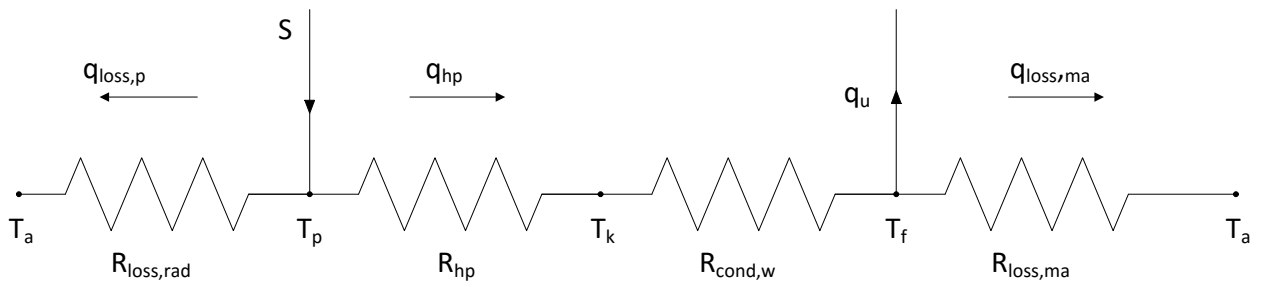 S
q_loss,p
q_hp
q_u
q_loss,ma
T_a
T_p
T_k
T_f
T_a
R_loss,rad
R_hp
R_cond,w
R_loss,ma